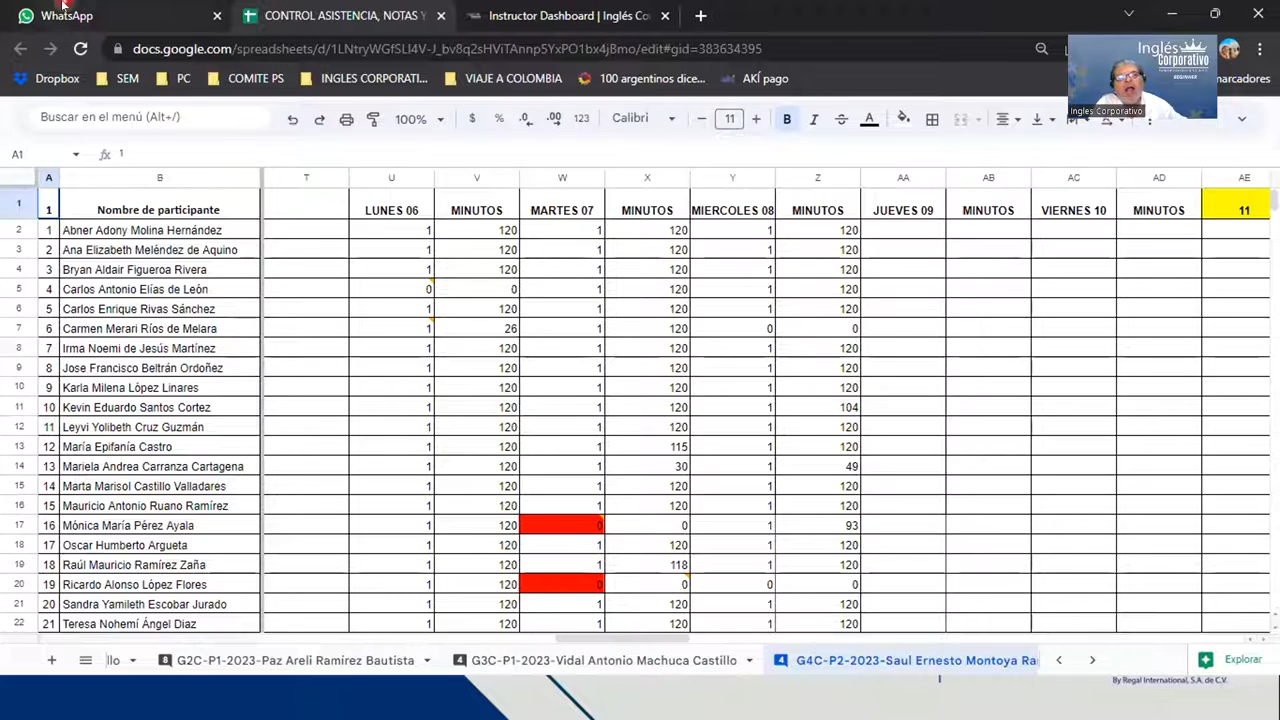 WhatsApp
CONTROL ASISTENCIA, NOTAS Y
Instructor Dashboard | Inglés Co
docs.google.com/spreadsheets/d/1LNtryWGfSLI4V-J_bv8q2sHViTAnnp5YxPO1bx4j8mo/edit#gid=383634395
Dropbox SEM PC COMITE PS INGLES CORPORATI... VIAJE A COLOMBIA 100 argentinos dice... AKÍ pago marcadores
Inglés
Corporativo
BEGINNER
Ingles Corporativo
Buscar en el menú (Alt+/) 100% $ % .0 .00 123 Calibri 11 B I S A
A1 fx 1
A B T U V W X Y Z AA AB AC AD AE
1 1 Nombre de participante LUNES 06 MINUTOS MARTES 07 MINUTOS MIERCOLES 08 MINUTOS JUEVES 09 MINUTOS VIERNES 10 MINUTOS 11
2 1 Abner Adony Molina Hernández 1 120 1 120 1 120
3 2 Ana Elizabeth Meléndez de Aquino 1 120 1 120 1 120
4 3 Bryan Aldair Figueroa Rivera 1 120 1 120 1 120
5 4 Carlos Antonio Elías de León 0 0 1 120 1 120
6 5 Carlos Enrique Rivas Sánchez 1 120 1 120 1 120
7 6 Carmen Merari Ríos de Melara 1 26 1 120 0 0
8 7 Irma Noemi de Jesús Martínez 1 120 1 120 1 120
9 8 Jose Francisco Beltrán Ordoñez 1 120 1 120 1 120
10 9 Karla Milena López Linares 1 120 1 120 1 120
11 10 Kevin Eduardo Santos Cortez 1 120 1 120 1 104
12 11 Leyvi Yolibeth Cruz Guzmán 1 120 1 120 1 120
13 12 María Epifanía Castro 1 120 1 115 1 120
14 13 Mariela Andrea Carranza Cartagena 1 120 1 30 1 49
15 14 Marta Marisol Castillo Valladares 1 120 1 120 1 120
16 15 Mauricio Antonio Ruano Ramírez 1 120 1 120 1 120
17 16 Mónica María Pérez Ayala 1 120 0 0 1 93
18 17 Oscar Humberto Argueta 1 120 1 120 1 120
19 18 Raúl Mauricio Ramírez Zaña 1 120 1 118 1 120
20 19 Ricardo Alonso López Flores 1 120 0 0 0 0
21 20 Sandra Yamileth Escobar Jurado 1 120 1 120 1 120
22 21 Teresa Nohemí Ángel Diaz 1 120 1 120 1 120
llo 8 G2C-P1-2023-Paz Areli Ramirez Bautista 4 G3C-P1-2023-Vidal Antonio Machuca Castillo 4 G4C-P2-2023-Saul Ernesto Montoya Ra Explorar
By Regal International, S.A. de C.V.